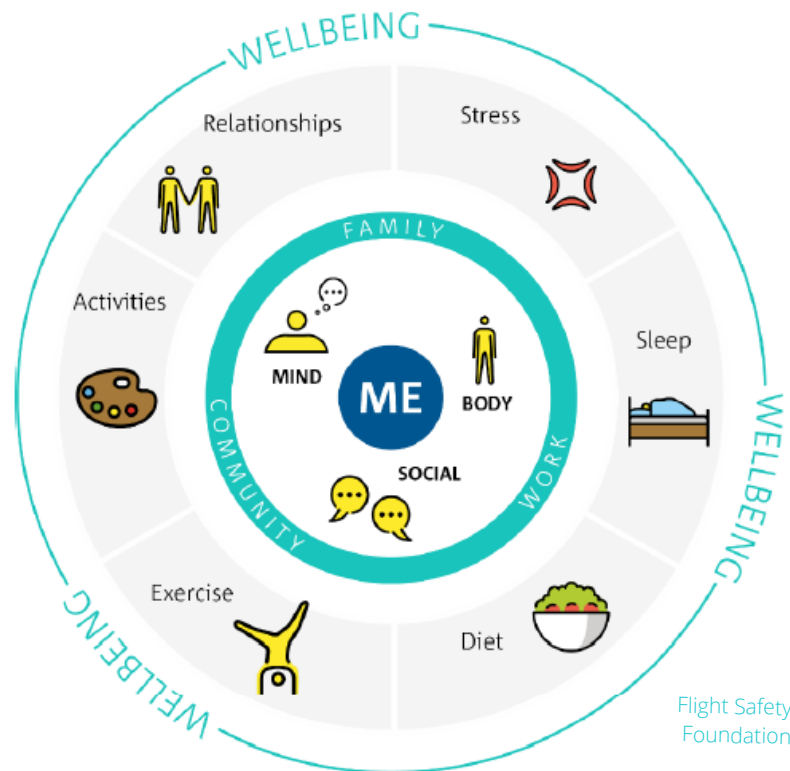 WELLBEING
Relationships
Stress
FAMILY
Activities
Sleep
MIND
ME
BODY
COMMUNITY
SOCIAL
WORK
WELLBEING
WELLBEING
Exercise
Diet
Flight Safety
Foundation